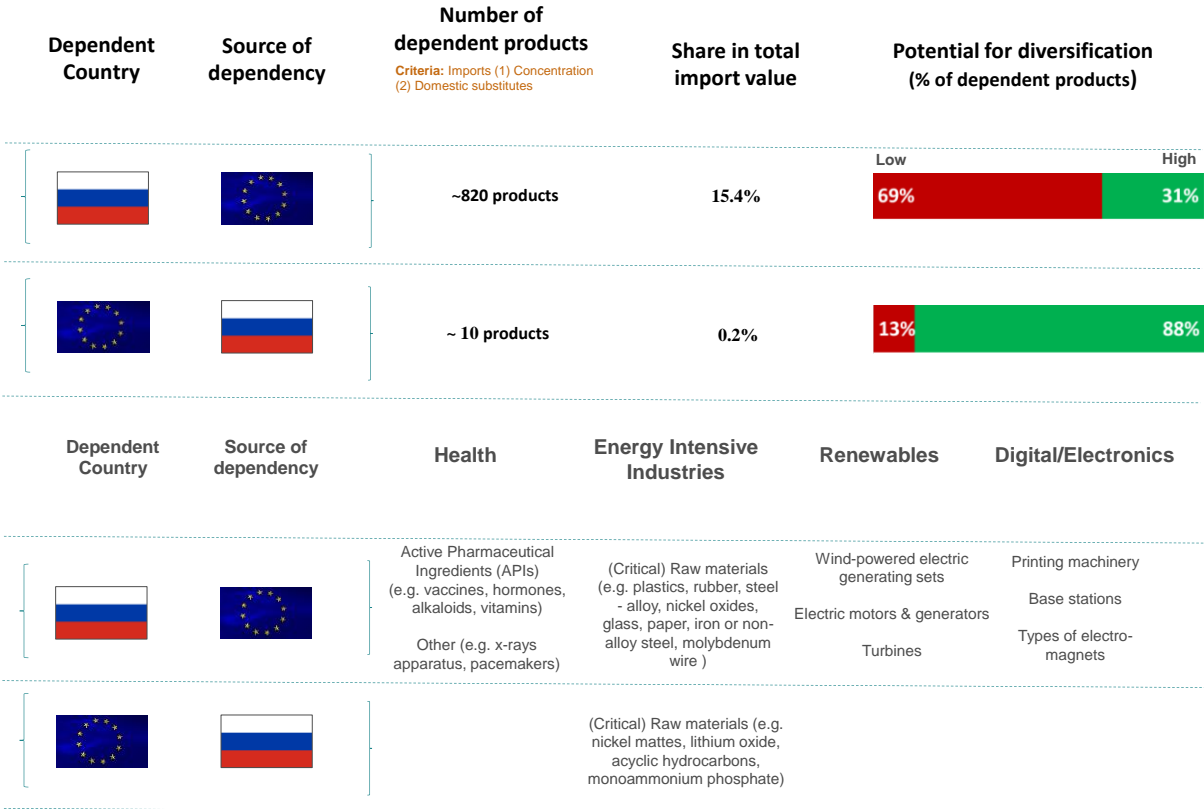 Dependent
Country
Source of
dependency
Number of
dependent products
Criteria: Imports (1) Concentration
(2) Domestic substitutes
Share in total
import value
Potential for diversification
(% of dependent products)
~820 products
15.4%
Low
High
69%
31%
~ 10 products
0.2%
13%
88%
Dependent
Country
Source of
dependency
Health
Energy Intensive
Industries
Renewables
Digital/Electronics
Active Pharmaceutical
Ingredients (APIs)
(e.g. vaccines, hormones,
alkaloids, vitamins)
Other (e.g. x-rays
apparatus, pacemakers)
(Critical) Raw materials
(e.g. plastics, rubber, steel
- alloy, nickel oxides,
glass, paper, iron or non-
alloy steel, molybdenum
wire )
Wind-powered electric
generating sets
Electric motors & generators
Turbines
Printing machinery
Base stations
Types of electro-
magnets
(Critical) Raw materials (e.g.
nickel mattes, lithium oxide,
acyclic hydrocarbons,
monoammonium phosphate)